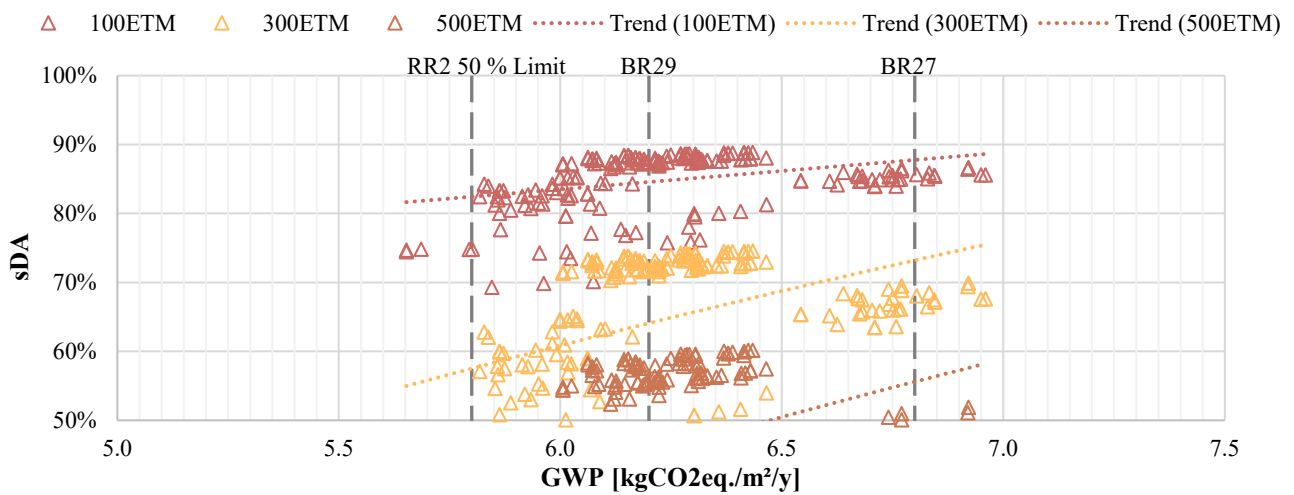 100ETM 300ETM 500ETM Trend (100ETM) Trend (300ETM) Trend (500ETM)
RR2 50 % Limit BR29 BR27
100%
90%
80%
70%
60%
50%
sDA
5.0 5.5 6.0 6.5 7.0 7.5
GWP [kgCO2eq./m²/y]